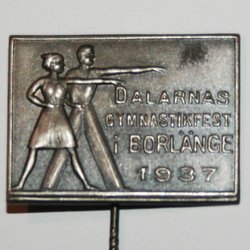 DALARNAS
GYMNASTIKFEST
i BORLÄNGE
1937